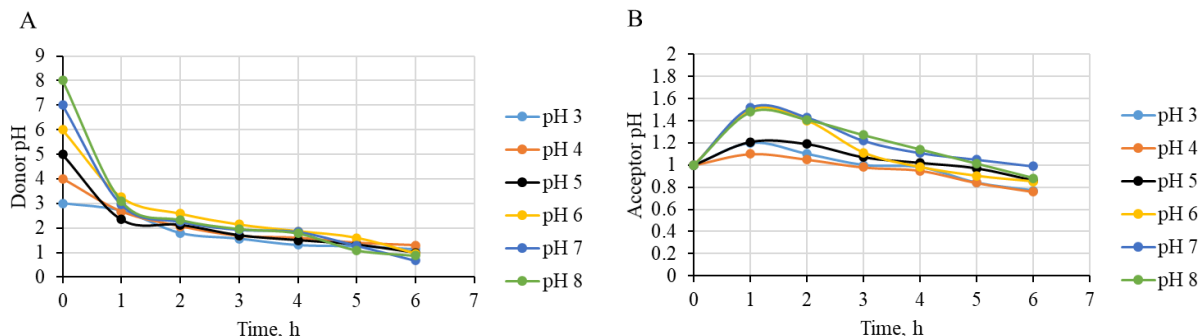 A
Donor pH
9
8
7
6
5
4
3
2
1
0
0 1 2 3 4 5 6 7
Time, h
pH 3
pH 4
pH 5
pH 6
pH 7
pH 8
B
Acceptor pH
2
1.8
1.6
1.4
1.2
1
0.8
0.6
0.4
0.2
0
0 1 2 3 4 5 6 7
Time, h
pH 3
pH 4
pH 5
pH 6
pH 7
pH 8